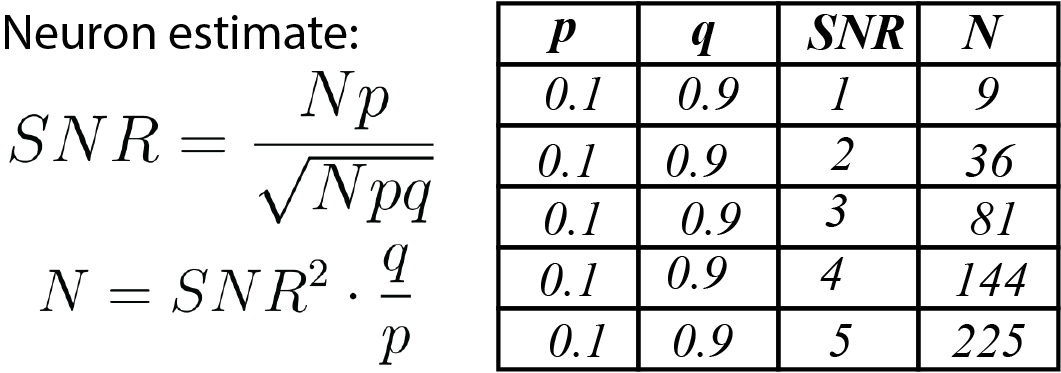 Neuron estimate:
SNR = Np / √Npq
N = SNR² · q/p
p q SNR N
0.1 0.9 1 9
0.1 0.9 2 36
0.1 0.9 3 81
0.1 0.9 4 144
0.1 0.9 5 225